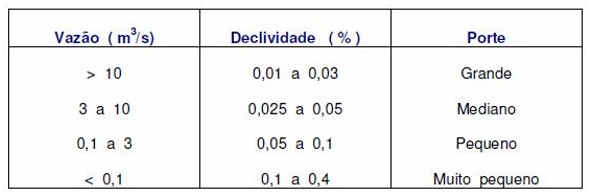 Vazão ( m³/s) Declividade ( % ) Porte
> 10 0,01 a 0,03 Grande
3 a 10 0,025 a 0,05 Mediano
0,1 a 3 0,05 a 0,1 Pequeno
< 0,1 0,1 a 0,4 Muito pequeno